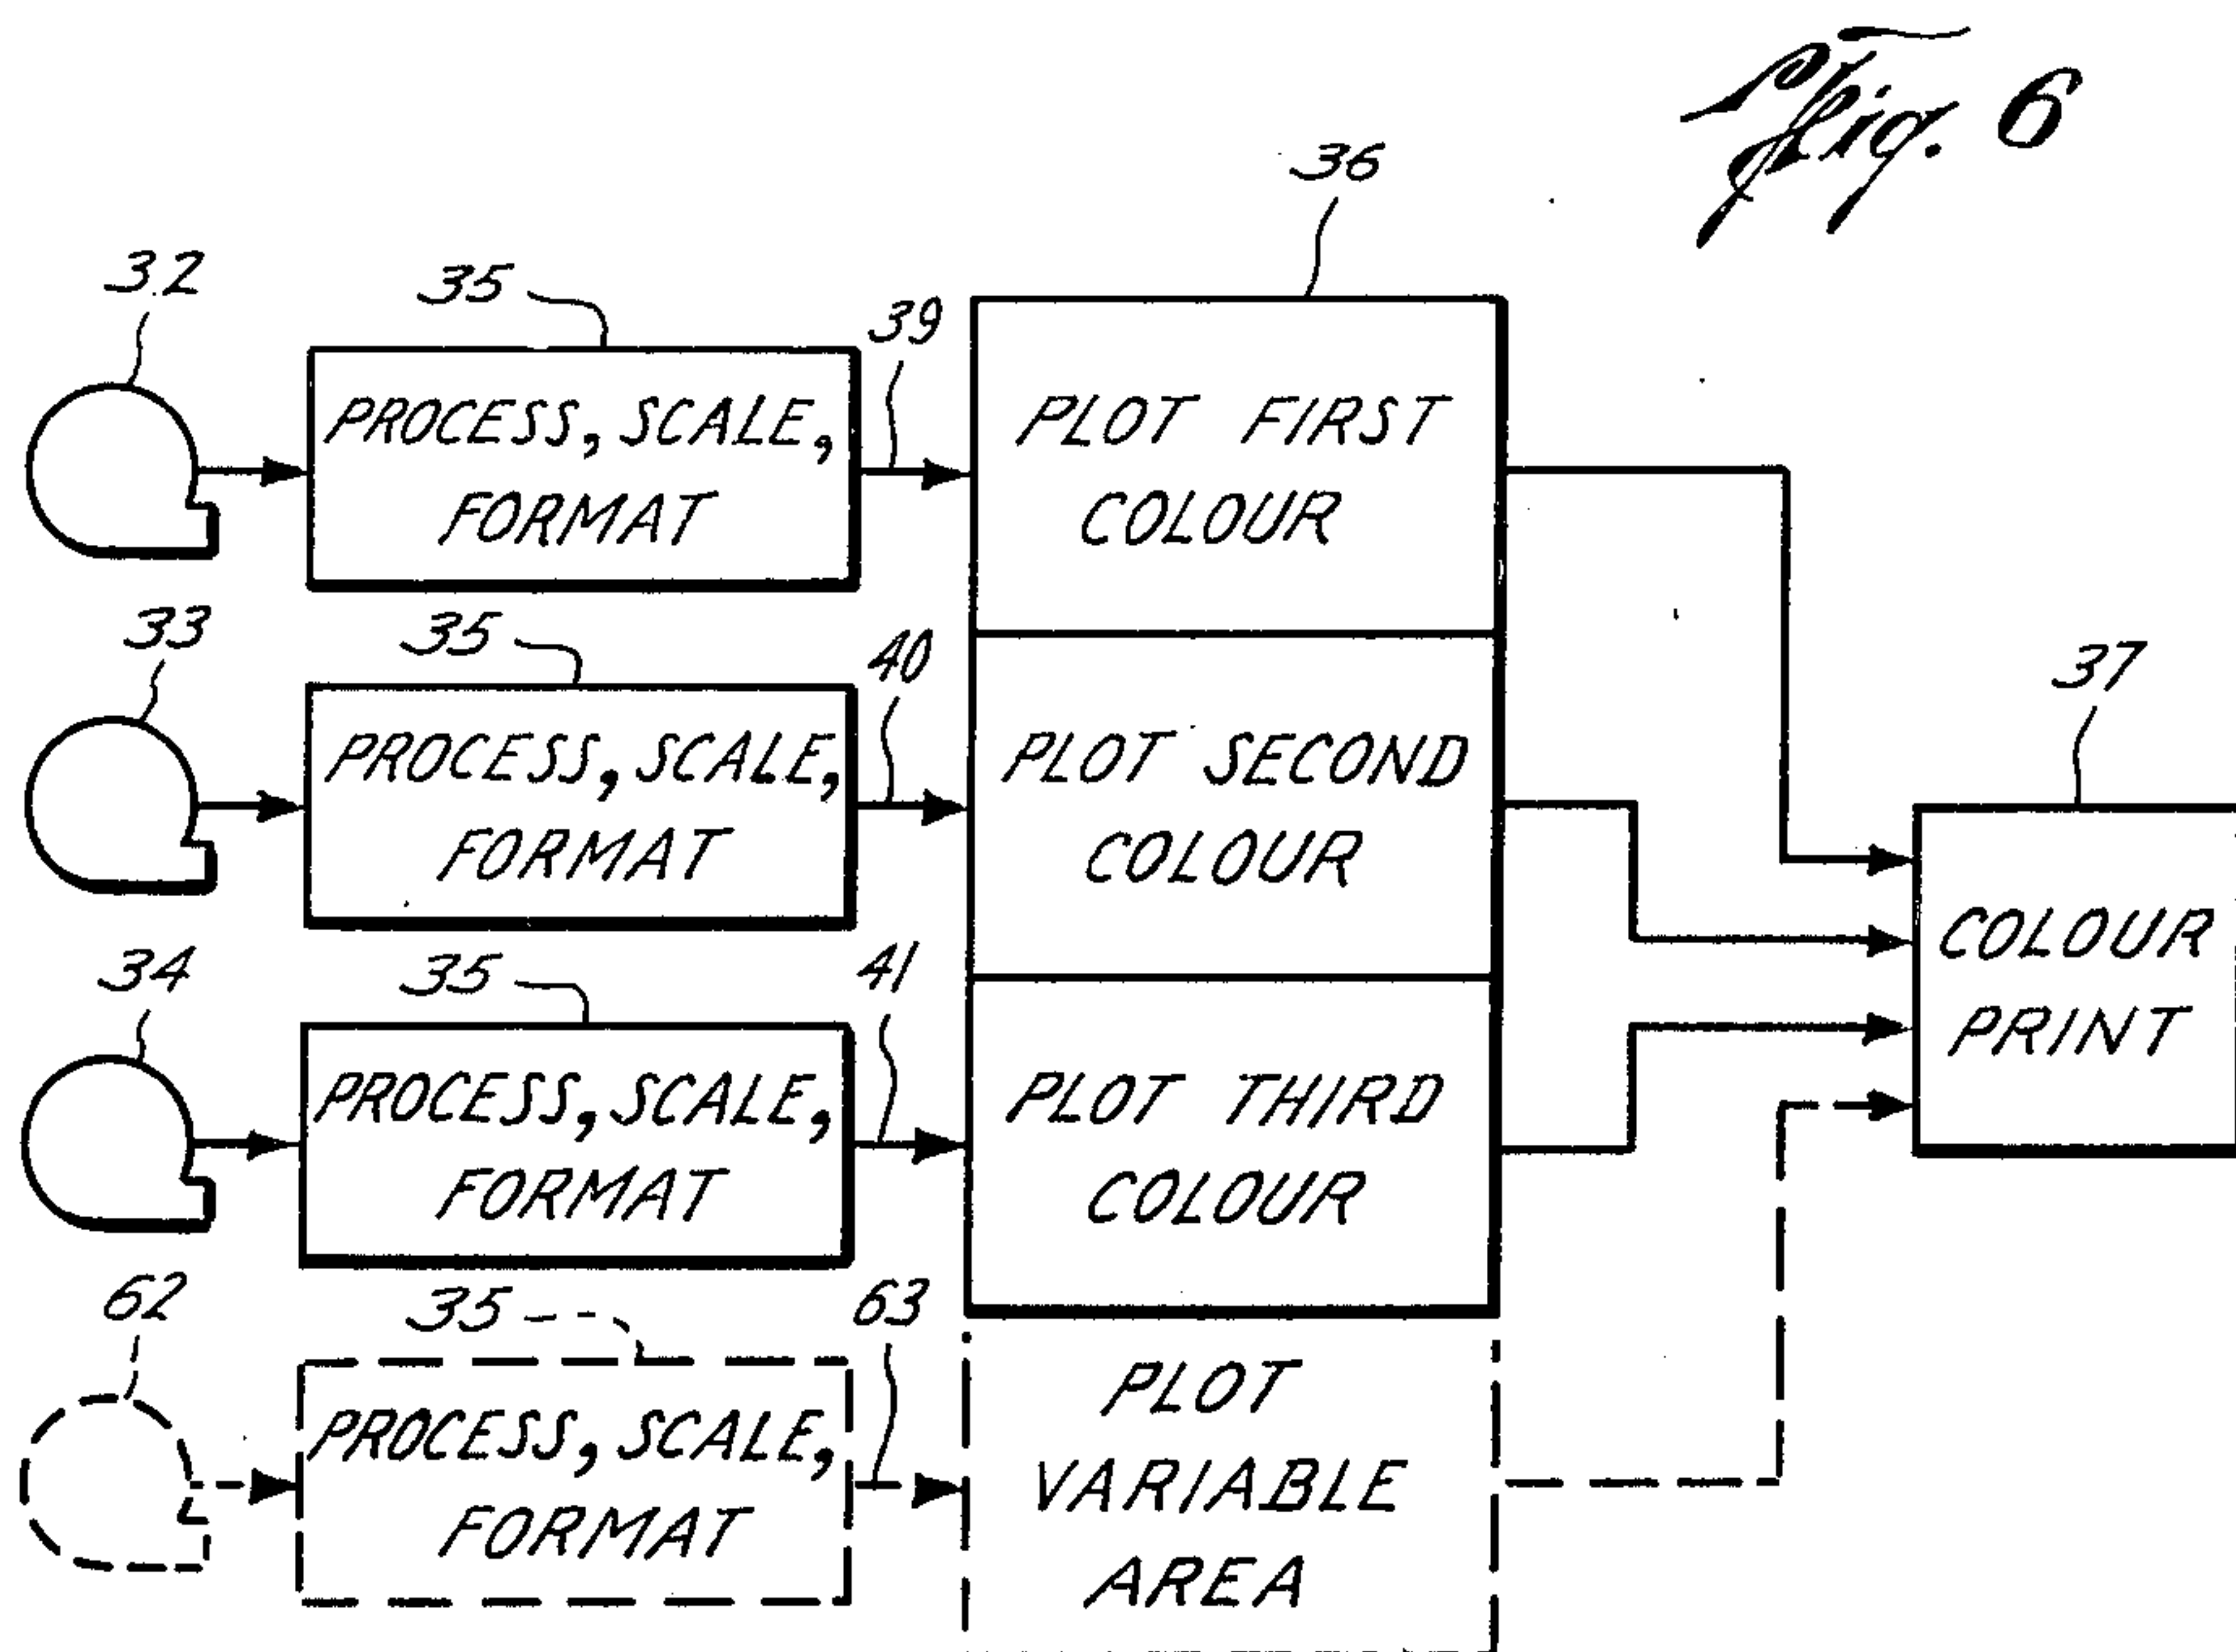 Fig. 6
36
32
35
39
PROCESS, SCALE,
FORMAT
PLOT FIRST
COLOUR
33
35
40
37
PROCESS, SCALE,
FORMAT
PLOT SECOND
COLOUR
COLOUR
PRINT
34
35
41
PROCESS, SCALE,
FORMAT
PLOT THIRD
COLOUR
62
35
63
PROCESS, SCALE,
FORMAT
PLOT
VARIABLE
AREA